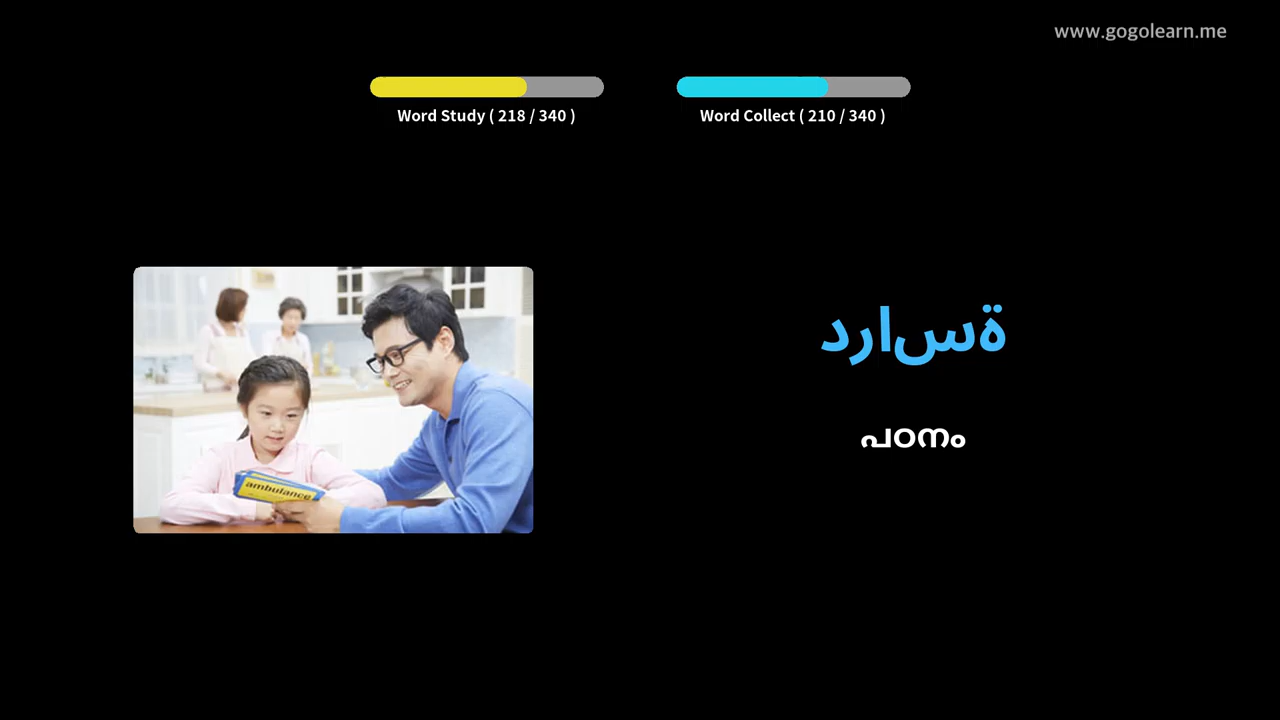 www.gogolearn.me
Word Study ( 218 / 340 )
Word Collect ( 210 / 340 )
ambulance
دراسة
പഠനം